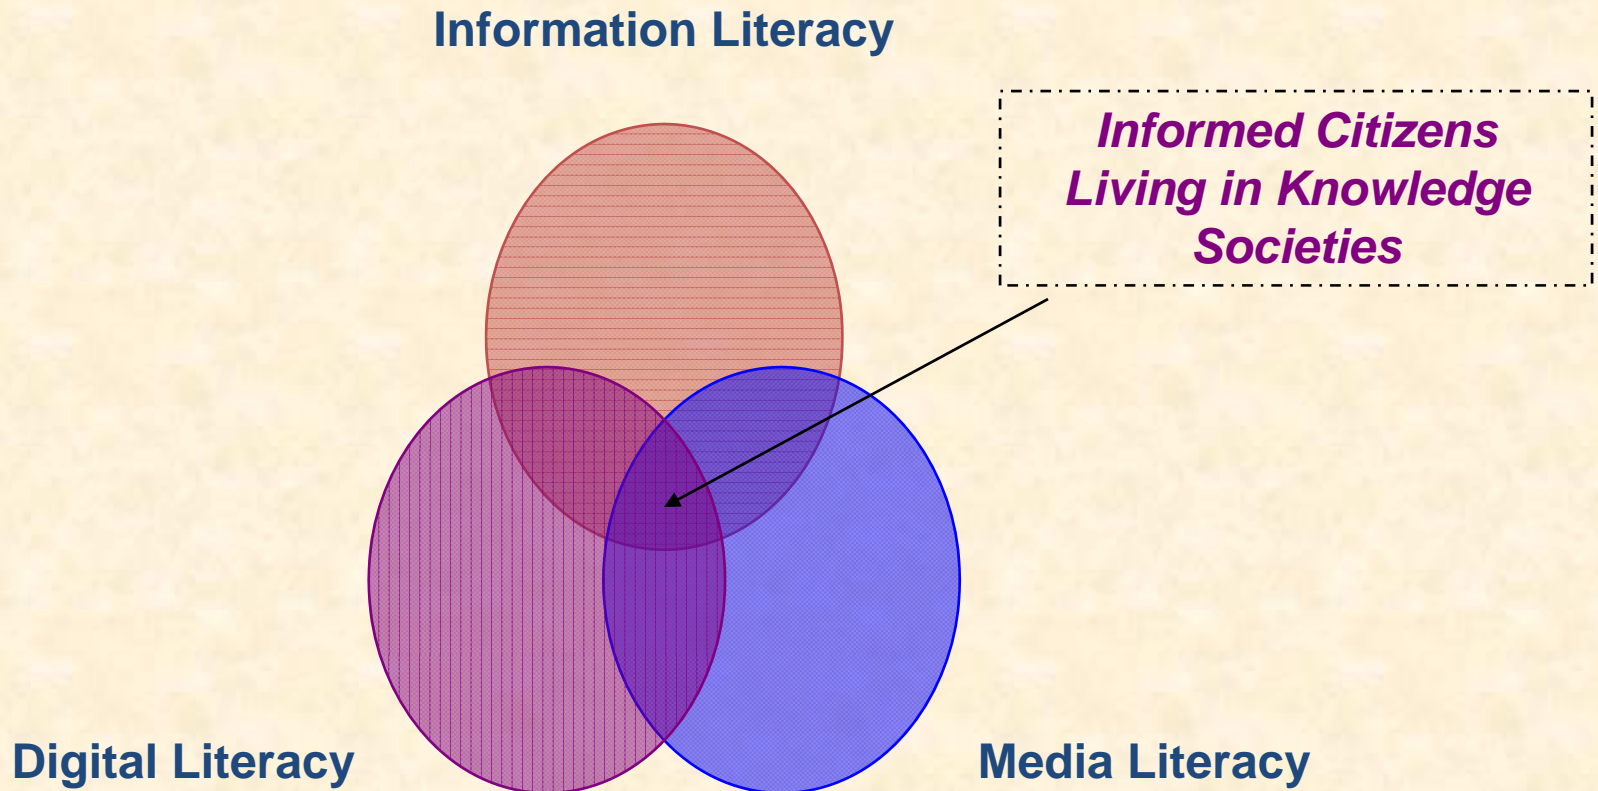 Information Literacy
Informed Citizens
Living in Knowledge
Societies
Digital Literacy
Media Literacy